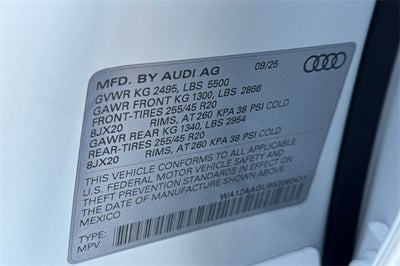 MFD. BY AUDI AG 09/25
GVWR KG 2495, LBS 5500
GAWR FRONT KG 1300, LBS 2866
FRONT-TIRES 255/45 R20
8JX20 RIMS, AT 260 KPA 38 PSI COLD
GAWR REAR KG 1340, LBS 2954
REAR-TIRES 255/45 R20
8JX20 RIMS, AT 260 KPA 38 PSI COLD
THIS VEHICLE CONFORMS TO ALL APPLICABLE
U.S. FEDERAL MOTOR VEHICLE SAFETY AND
THEFT PREVENTION STANDARDS IN EFFECT ON
THE DATE OF MANUFACTURE SHOWN ABOVE.
MEXICO
TYPE:
MPV